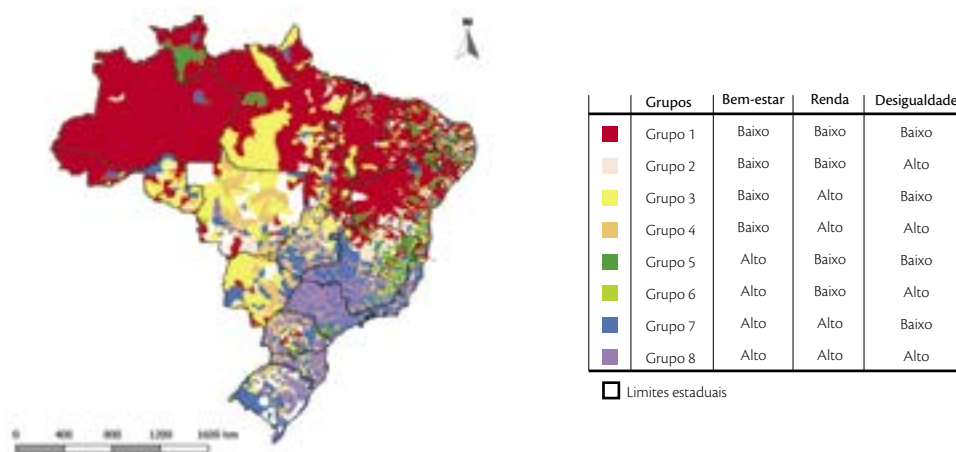 Grupos Bem-estar Renda Desigualdade
Grupo 1 Baixo Baixo Baixo
Grupo 2 Baixo Baixo Alto
Grupo 3 Baixo Alto Baixo
Grupo 4 Baixo Alto Alto
Grupo 5 Alto Baixo Baixo
Grupo 6 Alto Baixo Alto
Grupo 7 Alto Alto Baixo
Grupo 8 Alto Alto Alto
Limites estaduais
0 400 800 1200 1600 km